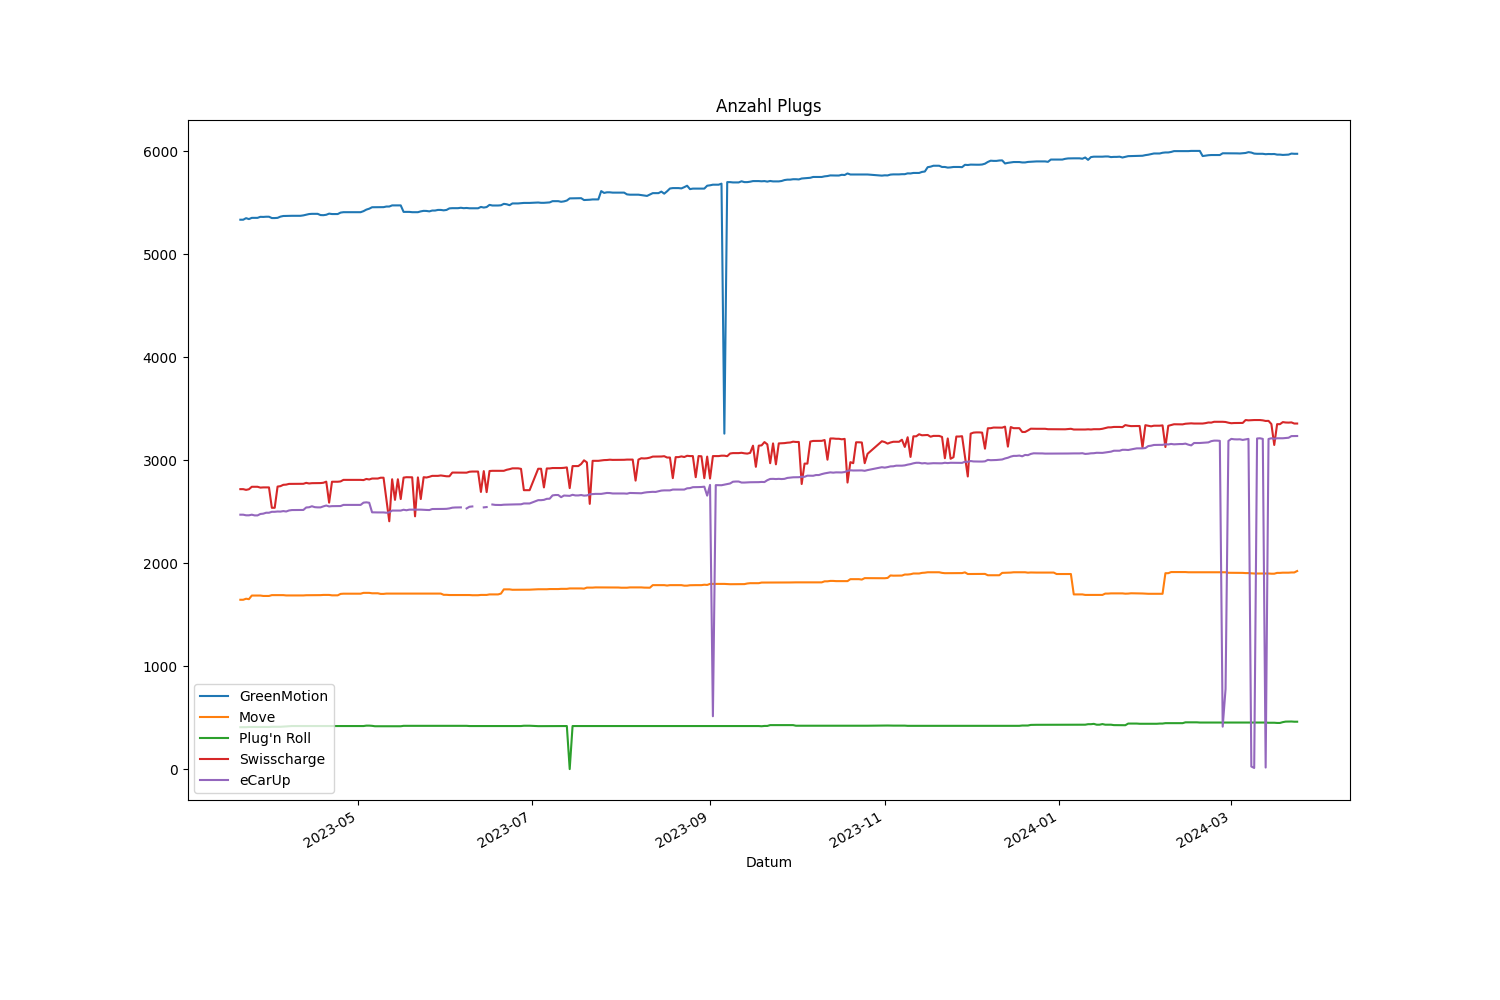 Anzahl Plugs
6000
5000
4000
3000
2000
1000
0
GreenMotion
Move
Plug'n Roll
Swisscharge
eCarUp
2023-05
2023-07
2023-09
2023-11
2024-01
2024-03
Datum